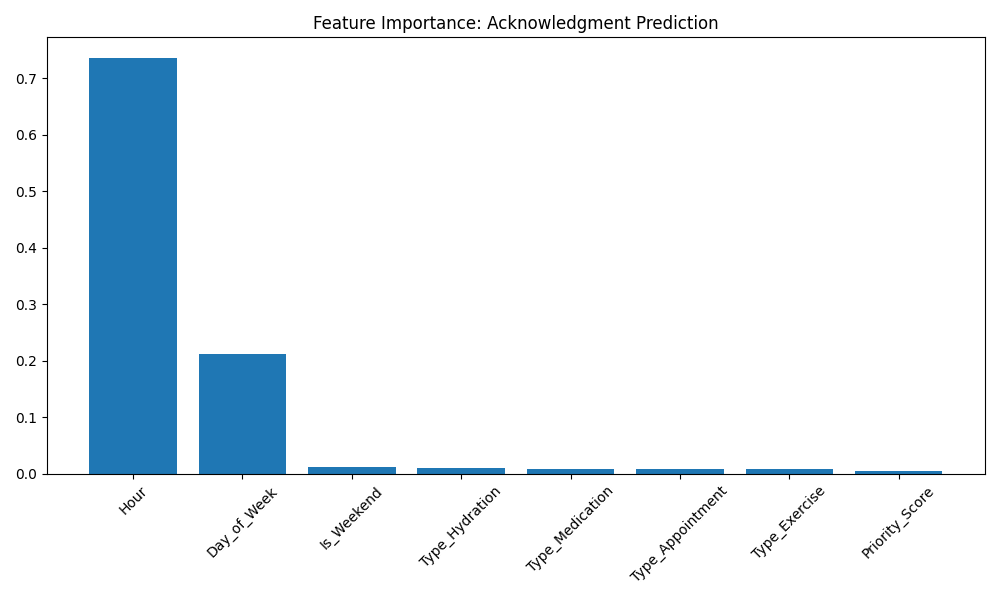 Feature Importance: Acknowledgment Prediction
0.7
0.6
0.5
0.4
0.3
0.2
0.1
0.0
Hour
Day_of_Week
Is_Weekend
Type_Hydration
Type_Medication
Type_Appointment
Type_Exercise
Priority_Score